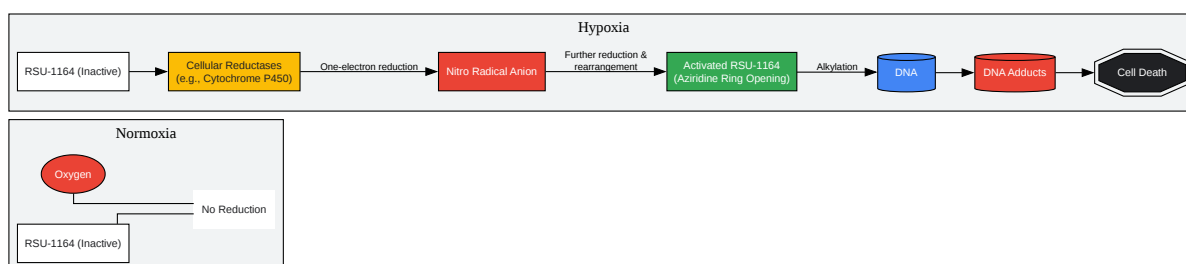 Hypoxia
RSU-1164 (Inactive)
Cellular Reductases
(e.g., Cytochrome P450)
One-electron reduction
Nitro Radical Anion
Further reduction &
rearrangement
Activated RSU-1164
(Aziridine Ring Opening)
Alkylation
DNA
DNA Adducts
Cell Death
Normoxia
Oxygen
No Reduction
RSU-1164 (Inactive)